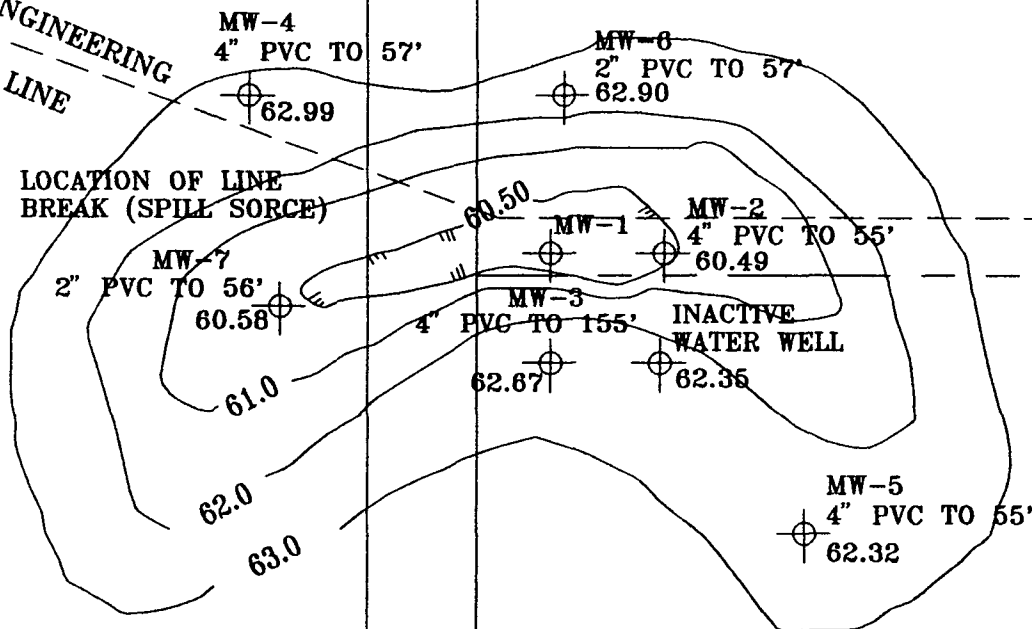 NGINEERING
LINE
MW-4
4" PVC TO 57'
62.99
MW-6
2" PVC TO 57'
62.90
LOCATION OF LINE
BREAK (SPILL SORCE)
60.50
MW-1
MW-2
4" PVC TO 55'
60.49
MW-7
2" PVC TO 56'
60.58
MW-3
4" PVC TO 155'
62.67
INACTIVE
WATER WELL
62.35
61.0
62.0
63.0
MW-5
4" PVC TO 55'
62.32